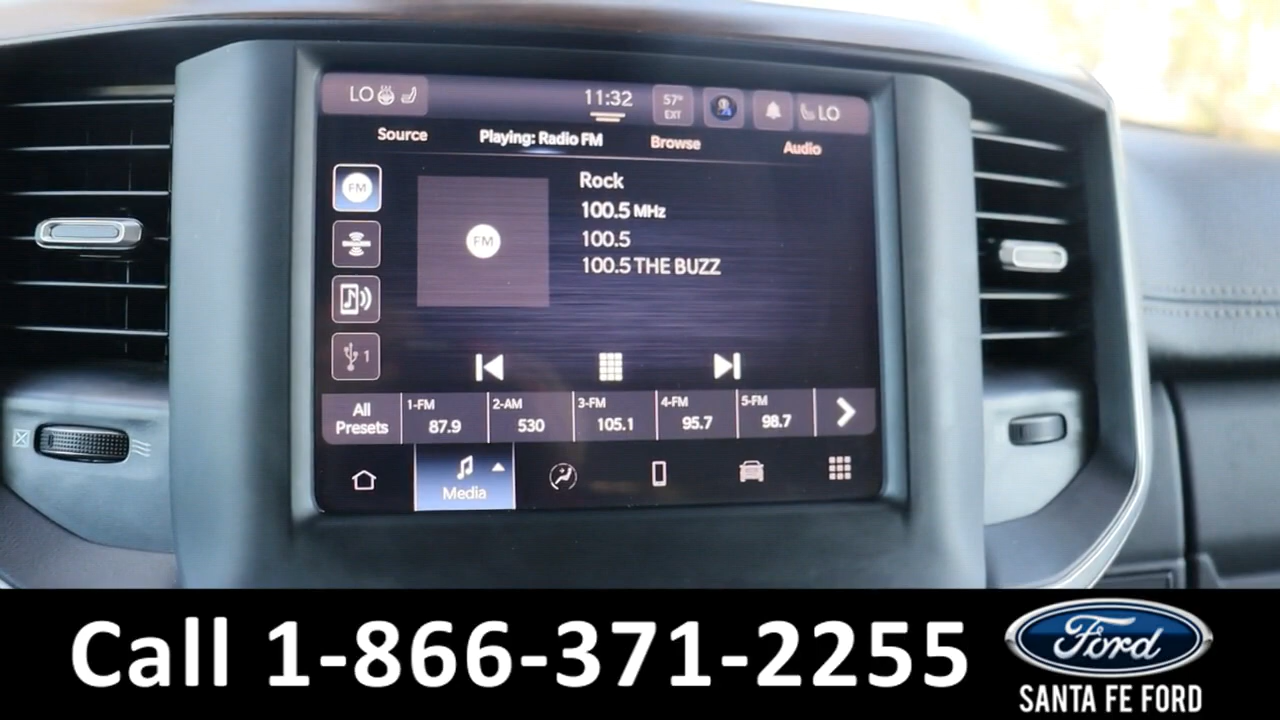 LO 11:32 57° EXT LO
Source Playing: Radio FM Browse Audio
FM
Rock
100.5 MHz
FM
100.5
100.5 THE BUZZ
1
All Presets
1-FM 2-AM 3-FM 4-FM 5-FM
87.9 530 105.1 95.7 98.7
Media
Call 1-866-371-2255
Ford
SANTA FE FORD